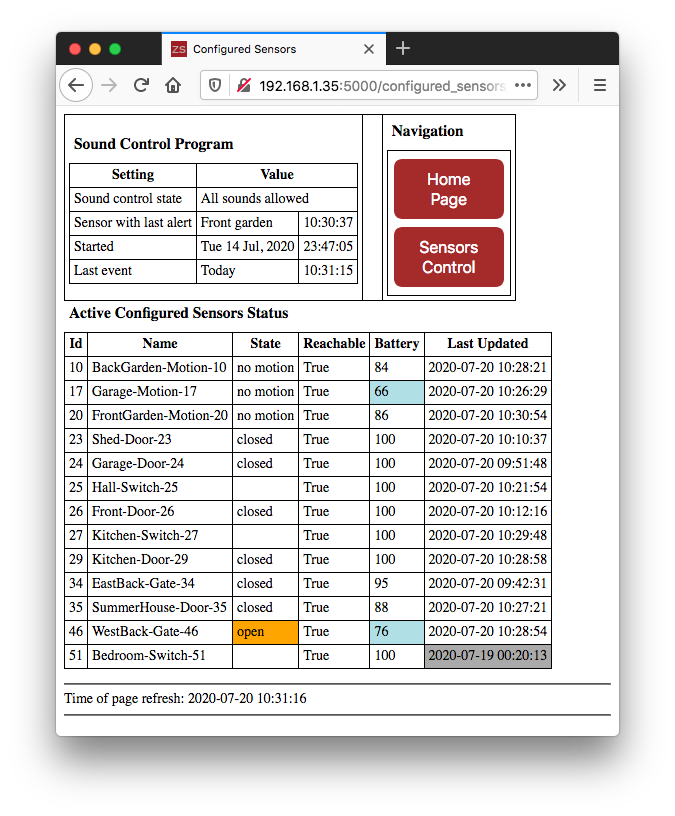 ZS Configured Sensors
192.168.1.35:5000/configured_sensors
Sound Control Program
Setting Value
Sound control state All sounds allowed
Sensor with last alert Front garden 10:30:37
Started Tue 14 Jul, 2020 23:47:05
Last event Today 10:31:15
Navigation
Home
Page
Sensors
Control
Active Configured Sensors Status
Id Name State Reachable Battery Last Updated
10 BackGarden-Motion-10 no motion True 84 2020-07-20 10:28:21
17 Garage-Motion-17 no motion True 66 2020-07-20 10:26:29
20 FrontGarden-Motion-20 no motion True 86 2020-07-20 10:30:54
23 Shed-Door-23 closed True 100 2020-07-20 10:10:37
24 Garage-Door-24 closed True 100 2020-07-20 09:51:48
25 Hall-Switch-25 True 100 2020-07-20 10:21:54
26 Front-Door-26 closed True 100 2020-07-20 10:12:16
27 Kitchen-Switch-27 True 100 2020-07-20 10:29:48
29 Kitchen-Door-29 closed True 100 2020-07-20 10:28:58
34 EastBack-Gate-34 closed True 95 2020-07-20 09:42:31
35 SummerHouse-Door-35 closed True 88 2020-07-20 10:27:21
46 WestBack-Gate-46 open True 76 2020-07-20 10:28:54
51 Bedroom-Switch-51 True 100 2020-07-19 00:20:13
Time of page refresh: 2020-07-20 10:31:16